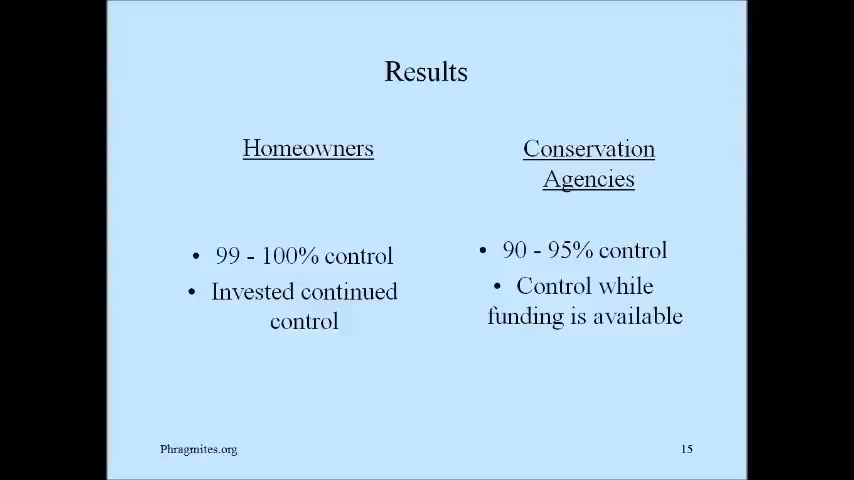 Results
Homeowners
• 99 - 100% control
• Invested continued
control
Conservation
Agencies
• 90 - 95% control
• Control while
funding is available
Phragmites.org
15